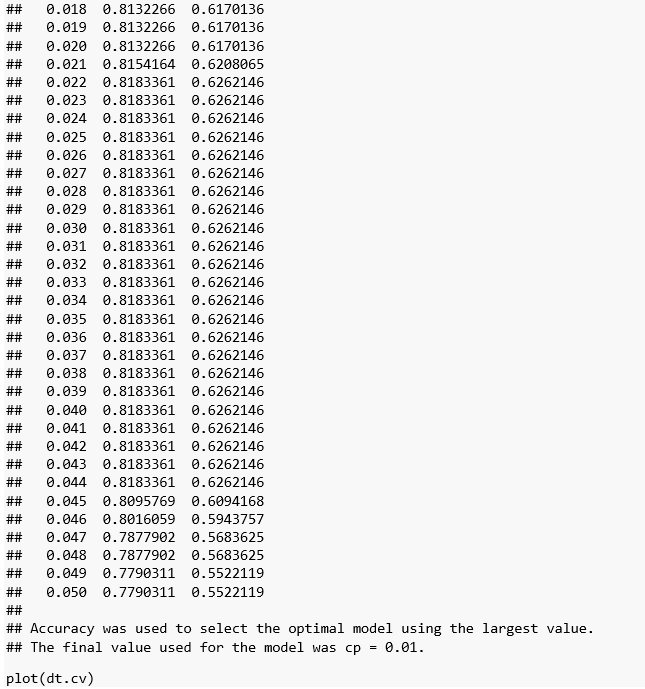 ##   0.018  0.8132266  0.6170136
##   0.019  0.8132266  0.6170136
##   0.020  0.8132266  0.6170136
##   0.021  0.8154164  0.6208065
##   0.022  0.8183361  0.6262146
##   0.023  0.8183361  0.6262146
##   0.024  0.8183361  0.6262146
##   0.025  0.8183361  0.6262146
##   0.026  0.8183361  0.6262146
##   0.027  0.8183361  0.6262146
##   0.028  0.8183361  0.6262146
##   0.029  0.8183361  0.6262146
##   0.030  0.8183361  0.6262146
##   0.031  0.8183361  0.6262146
##   0.032  0.8183361  0.6262146
##   0.033  0.8183361  0.6262146
##   0.034  0.8183361  0.6262146
##   0.035  0.8183361  0.6262146
##   0.036  0.8183361  0.6262146
##   0.037  0.8183361  0.6262146
##   0.038  0.8183361  0.6262146
##   0.039  0.8183361  0.6262146
##   0.040  0.8183361  0.6262146
##   0.041  0.8183361  0.6262146
##   0.042  0.8183361  0.6262146
##   0.043  0.8183361  0.6262146
##   0.044  0.8183361  0.6262146
##   0.045  0.8095769  0.6094168
##   0.046  0.8016059  0.5943757
##   0.047  0.7877902  0.5683625
##   0.048  0.7877902  0.5683625
##   0.049  0.7790311  0.5522119
##   0.050  0.7790311  0.5522119
##
## Accuracy was used to select the optimal model using the largest value.
## The final value used for the model was cp = 0.01.
plot(dt.cv)